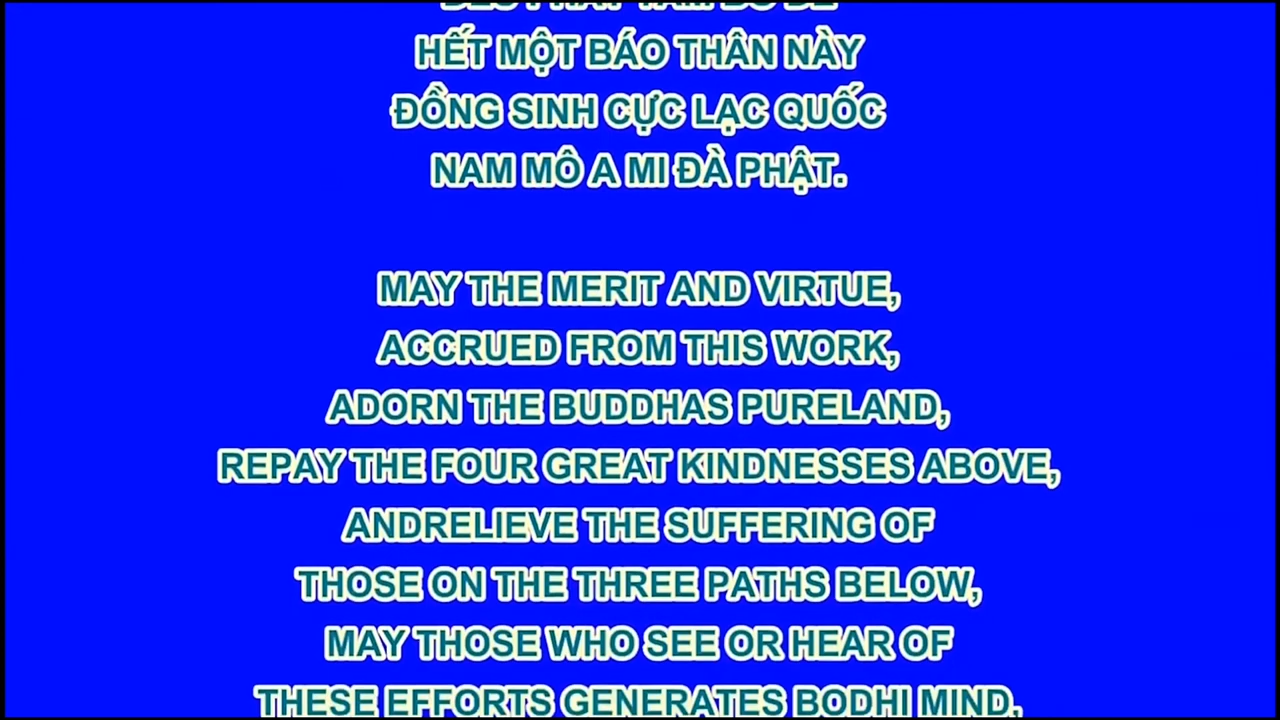 HẾT MỘT BÁO THÂN NÀY
ĐỒNG SINH CỰC LẠC QUỐC
NAM MÔ A MI ĐÀ PHẬT.
MAY THE MERIT AND VIRTUE,
ACCRUED FROM THIS WORK,
ADORN THE BUDDHAS PURELAND,
REPAY THE FOUR GREAT KINDNESSES ABOVE,
ANDRELIEVE THE SUFFERING OF
THOSE ON THE THREE PATHS BELOW,
MAY THOSE WHO SEE OR HEAR OF
THESE EFFORTS GENERATES BODHI MIND,